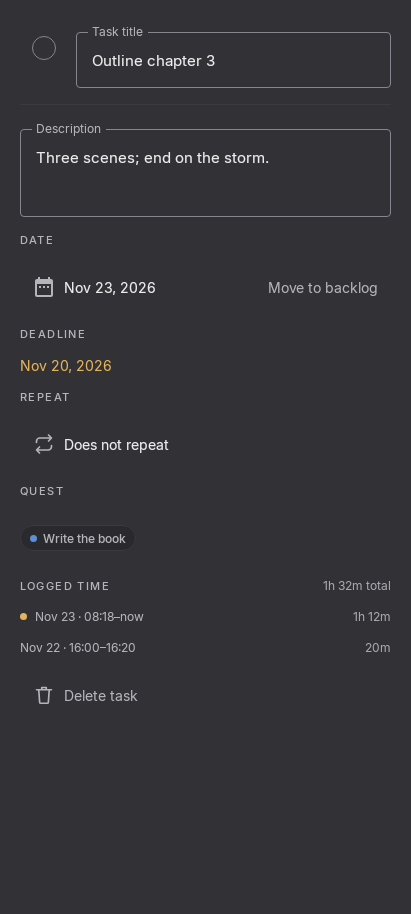 Task title
Outline chapter 3
Description
Three scenes; end on the storm.
DATE
Nov 23, 2026
Move to backlog
DEADLINE
Nov 20, 2026
REPEAT
Does not repeat
QUEST
Write the book
LOGGED TIME
1h 32m total
Nov 23 · 08:18–now
1h 12m
Nov 22 · 16:00–16:20
20m
Delete task